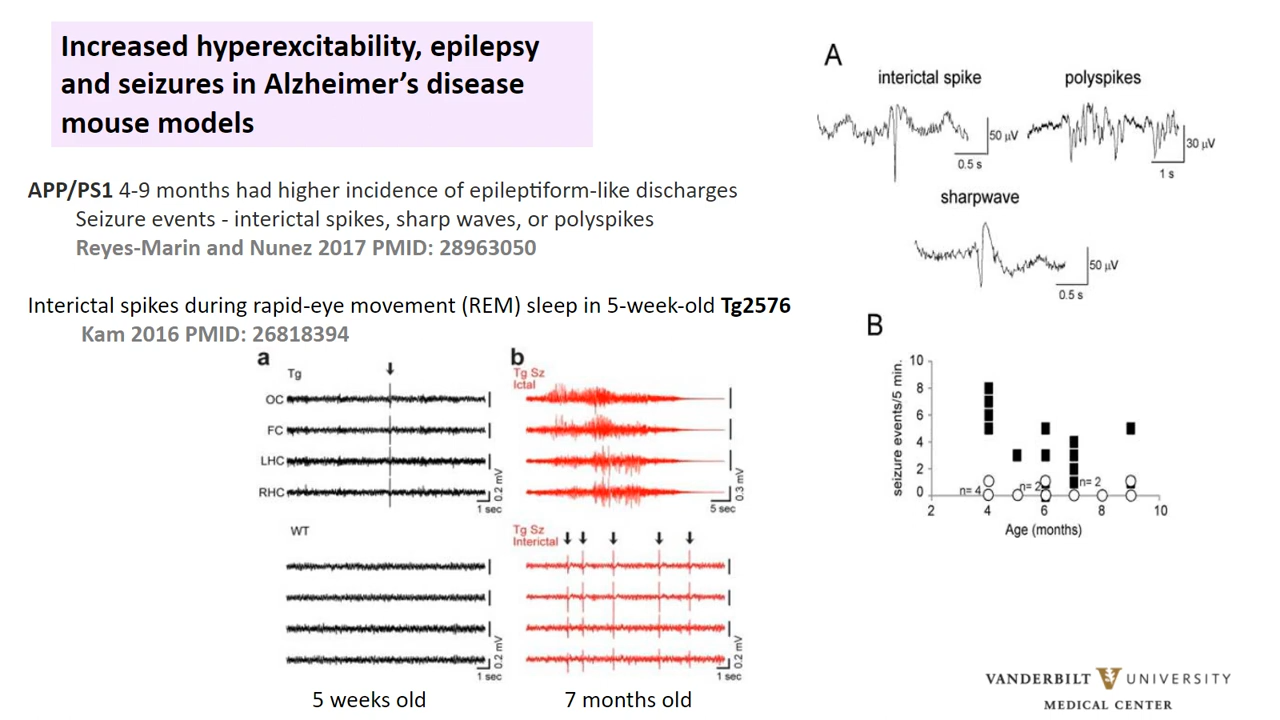 Increased hyperexcitability, epilepsy
and seizures in Alzheimer’s disease
mouse models
APP/PS1 4-9 months had higher incidence of epileptiform-like discharges
Seizure events - interictal spikes, sharp waves, or polyspikes
Reyes-Marin and Nunez 2017 PMID: 28963050
Interictal spikes during rapid-eye movement (REM) sleep in 5-week-old Tg2576
Kam 2016 PMID: 26818394
a
Tg
OC
FC
LHC
RHC
0.2 mV
1 sec
WT
0.2 mV
1 sec
5 weeks old
b
Tg Sz
Ictal
0.3 mV
5 sec
Tg Sz
Interictal
0.2 mV
1 sec
7 months old
A
interictal spike
50 µV
0.5 s
polyspikes
30 µV
1 s
sharpwave
50 µV
0.5 s
B
seizure events/5 min.
10
8
6
4
2
0
n= 4
n= 2
n= 2
2 4 6 8 10
Age (months)
VANDERBILT V UNIVERSITY
MEDICAL CENTER